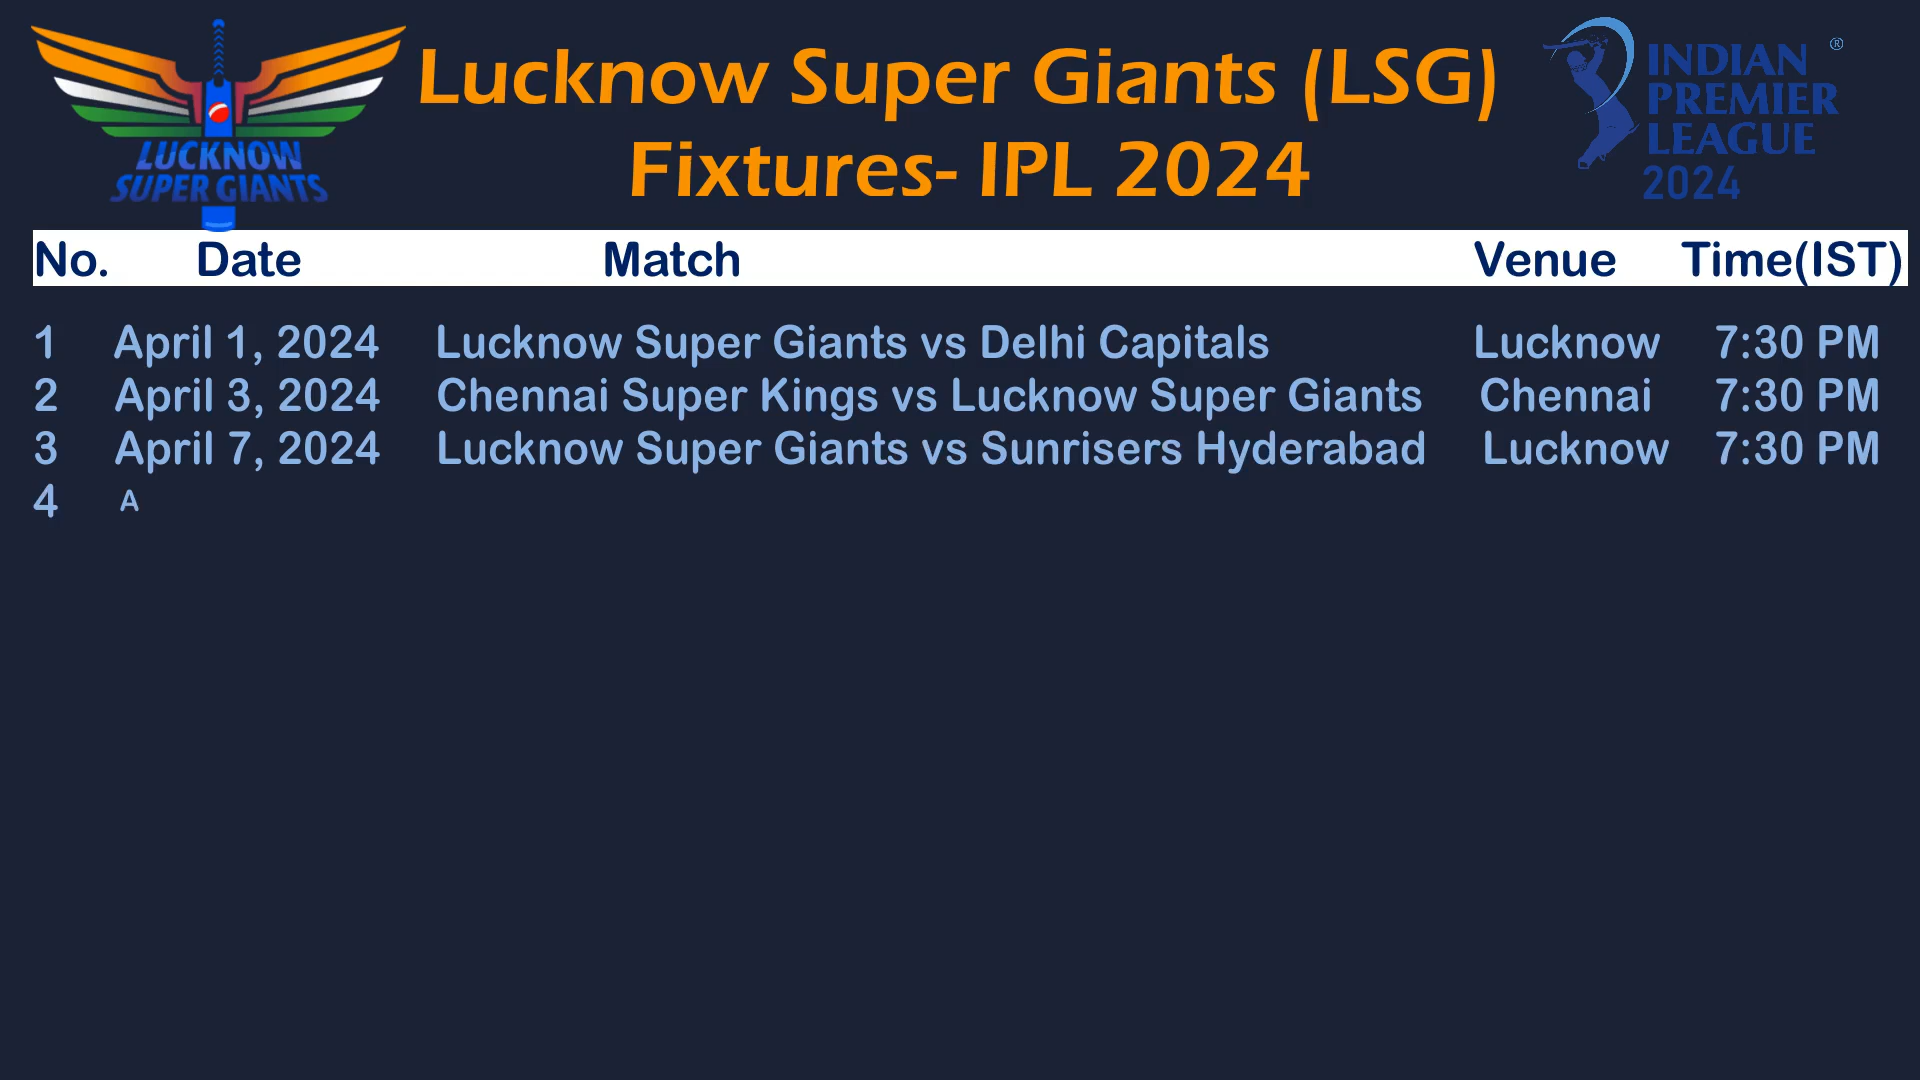 Lucknow Super Giants (LSG)
Fixtures- IPL 2024
LUCKNOW
SUPER GIANTS
INDIAN ®
PREMIER
LEAGUE
2024
No. Date Match Venue Time(IST)
1 April 1, 2024 Lucknow Super Giants vs Delhi Capitals Lucknow 7:30 PM
2 April 3, 2024 Chennai Super Kings vs Lucknow Super Giants Chennai 7:30 PM
3 April 7, 2024 Lucknow Super Giants vs Sunrisers Hyderabad Lucknow 7:30 PM
4 A